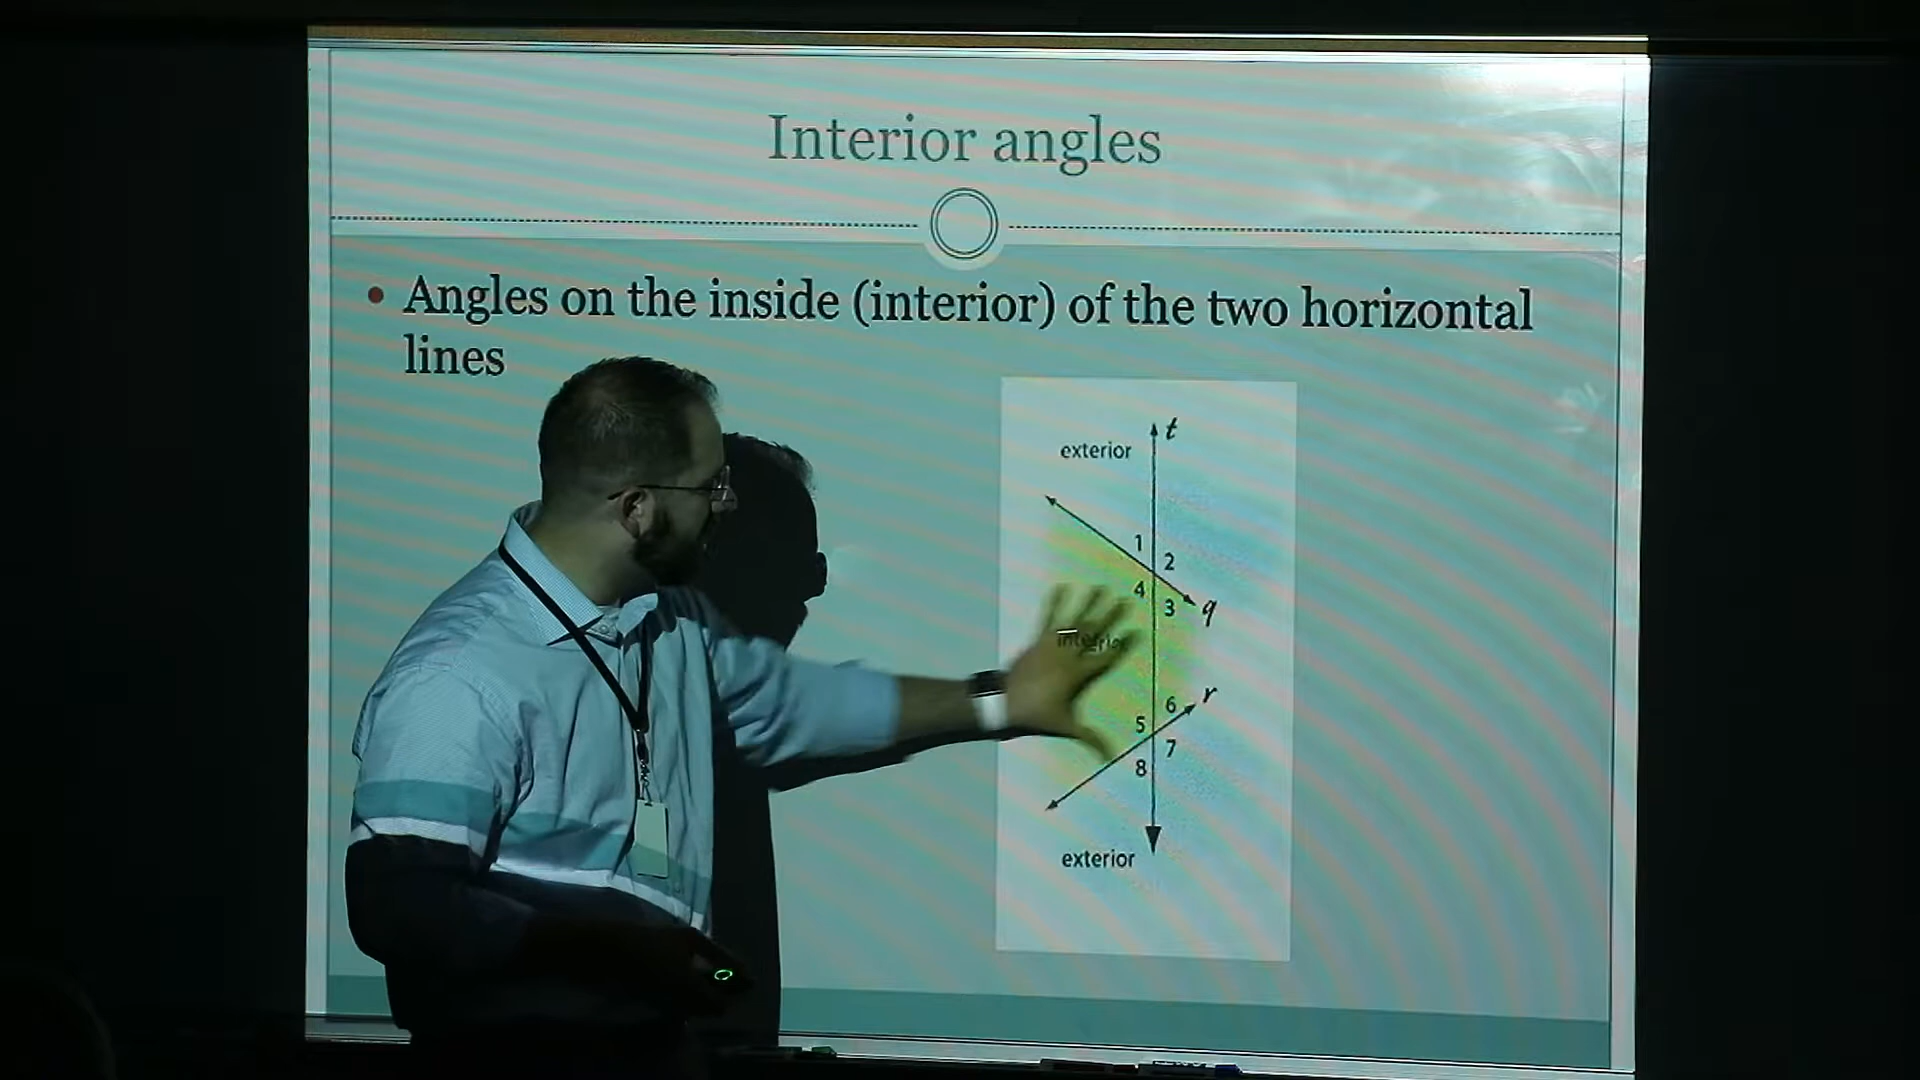 Interior angles
• Angles on the inside (interior) of the two horizontal
lines
t
exterior
1
2
4
3
q
interior
r
6
5
7
8
exterior